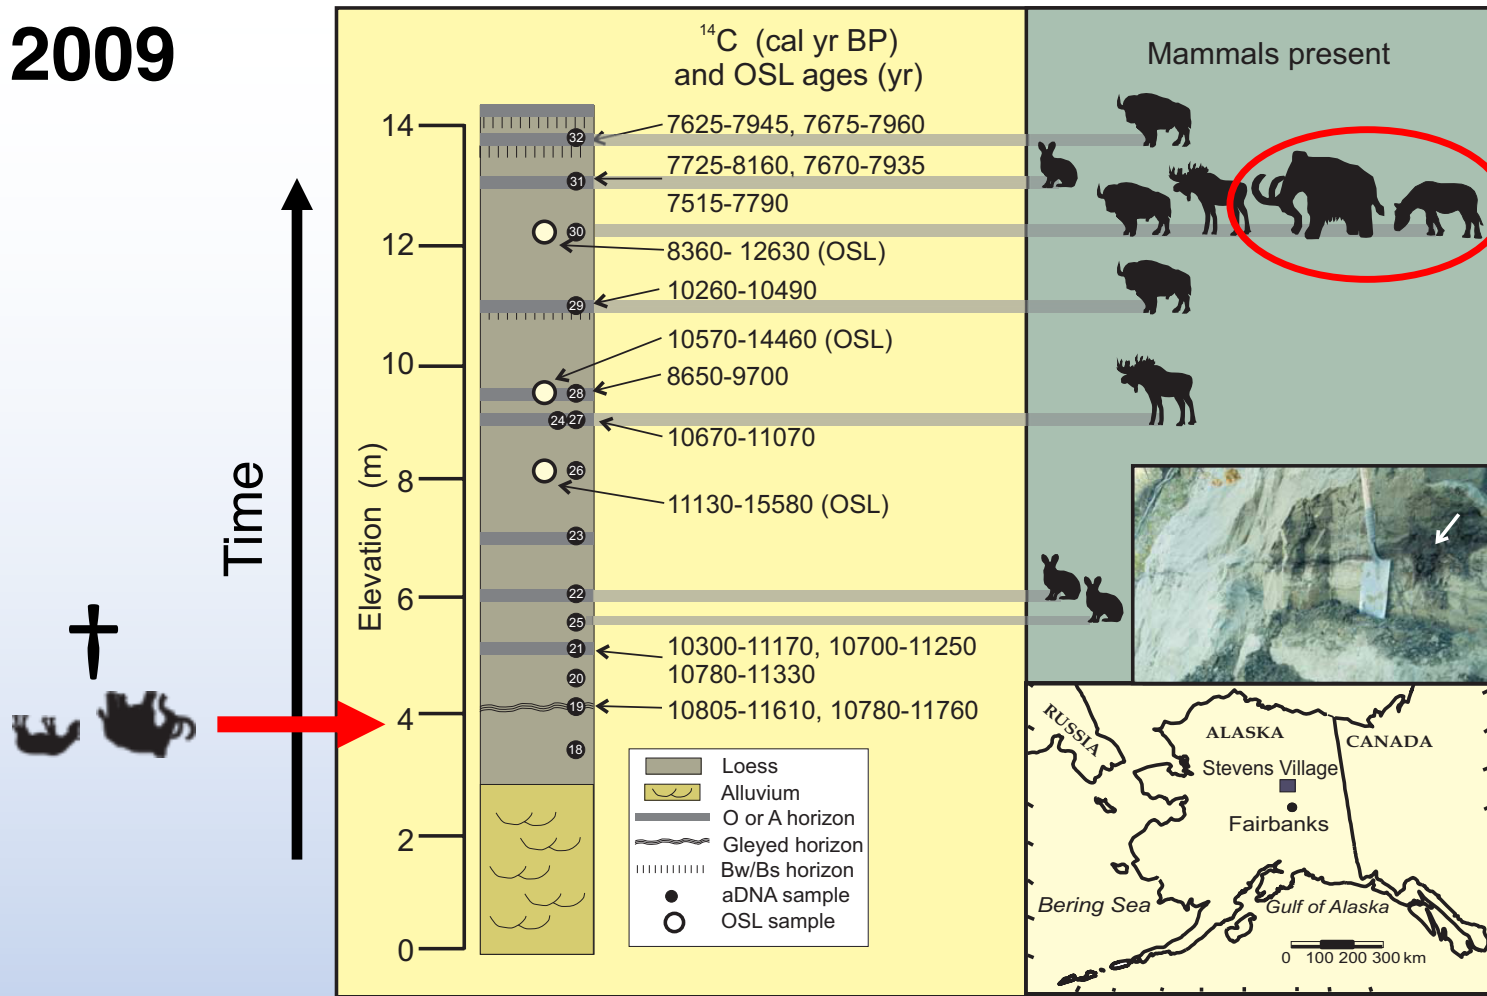 2009
Time
14C (cal yr BP)
and OSL ages (yr)
Mammals present
Elevation (m)
14
12
10
8
6
4
2
0
32
31
30
29
28
24 27
26
23
22
25
21
20
19
18
7625-7945, 7675-7960
7725-8160, 7670-7935
7515-7790
8360- 12630 (OSL)
10260-10490
10570-14460 (OSL)
8650-9700
10670-11070
11130-15580 (OSL)
10300-11170, 10700-11250
10780-11330
10805-11610, 10780-11760
Loess
Alluvium
O or A horizon
Gleyed horizon
Bw/Bs horizon
aDNA sample
OSL sample
RUSSIA
ALASKA
CANADA
Stevens Village
Fairbanks
Bering Sea
Gulf of Alaska
0 100 200 300 km